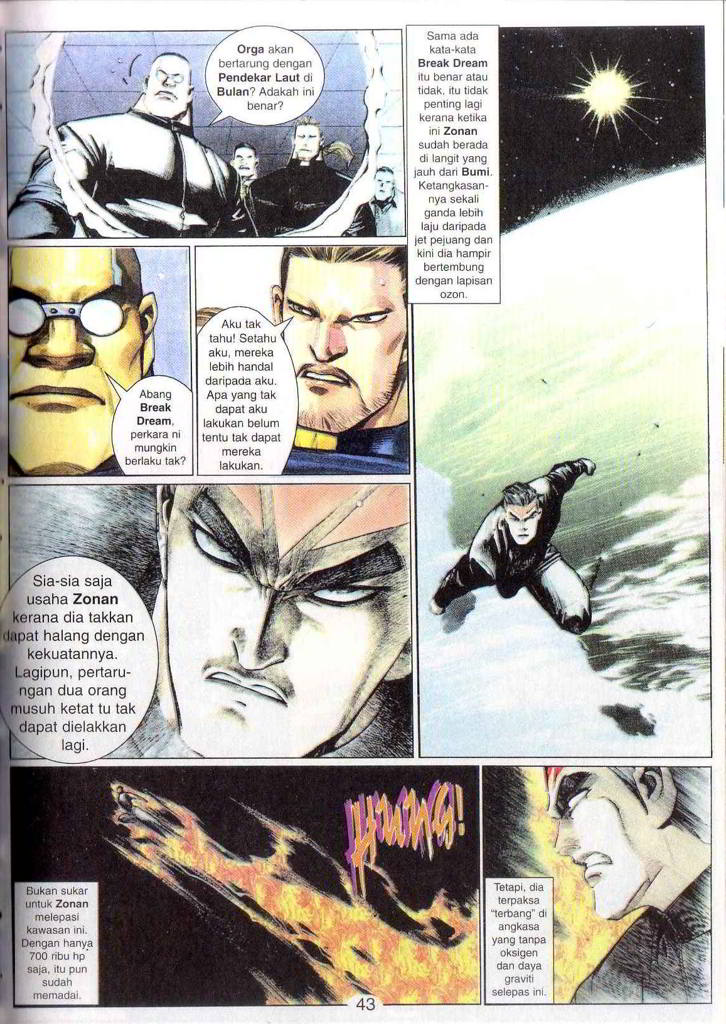 Orga akan
bertarung dengan
Pendekar Laut di
Bulan? Adakah ini
benar?
Sama ada
kata-kata
Break Dream
itu benar atau
tidak, itu tidak
penting lagi
kerana ketika
ini Zonan
sudah berada
di langit yang
jauh dari Bumi.
Ketangkasan-
nya sekali
ganda lebih
laju daripada
jet pejuang dan
kini dia hampir
bertembung
dengan lapisan
ozon.
Abang
Break
Dream,
perkara ni
mungkin
berlaku tak?
Aku tak
tahu! Setahu
aku, mereka
lebih handal
daripada aku.
Apa yang tak
dapat aku
lakukan belum
tentu tak dapat
mereka
lakukan.
Sia-sia saja
usaha Zonan
kerana dia takkan
dapat halang dengan
kekuatannya.
Lagipun, pertaru-
ngan dua orang
musuh ketat tu tak
dapat dielakkan
lagi.
Bukan sukar
untuk Zonan
melepasi
kawasan ini.
Dengan hanya
700 ribu hp
saja, itu pun
sudah
memadai.
Tetapi, dia
terpaksa
"terbang" di
angkasa
yang tanpa
oksigen
dan daya
graviti
selepas ini.
43